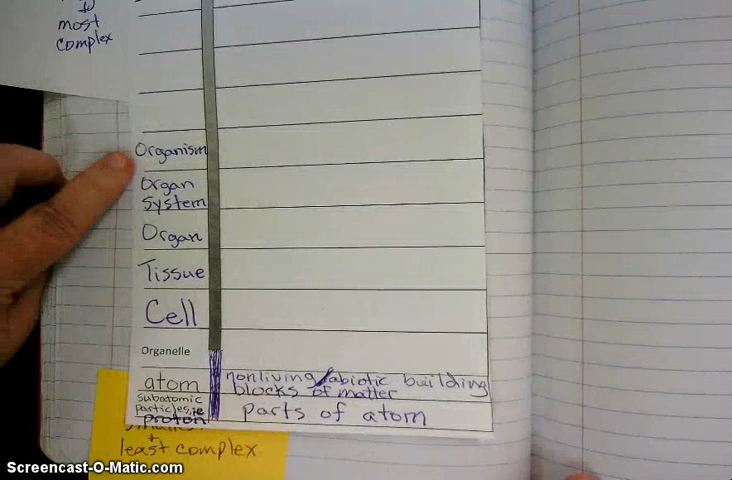 most
complex
Organism
Organ
System
Organ
Tissue
Cell
Organelle
atom
nonliving/abiotic building
blocks of matter
subatomic
particles, ie
proton
parts of atom
least complex
Screencast-O-Matic.com